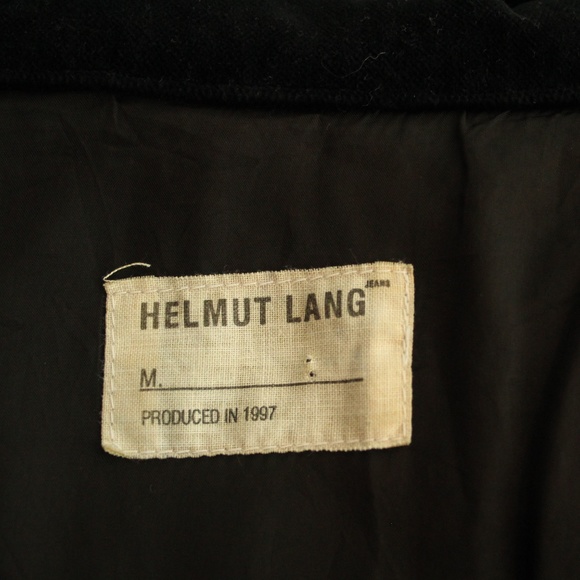 HELMUT LANG JEANS
M.
PRODUCED IN 1997